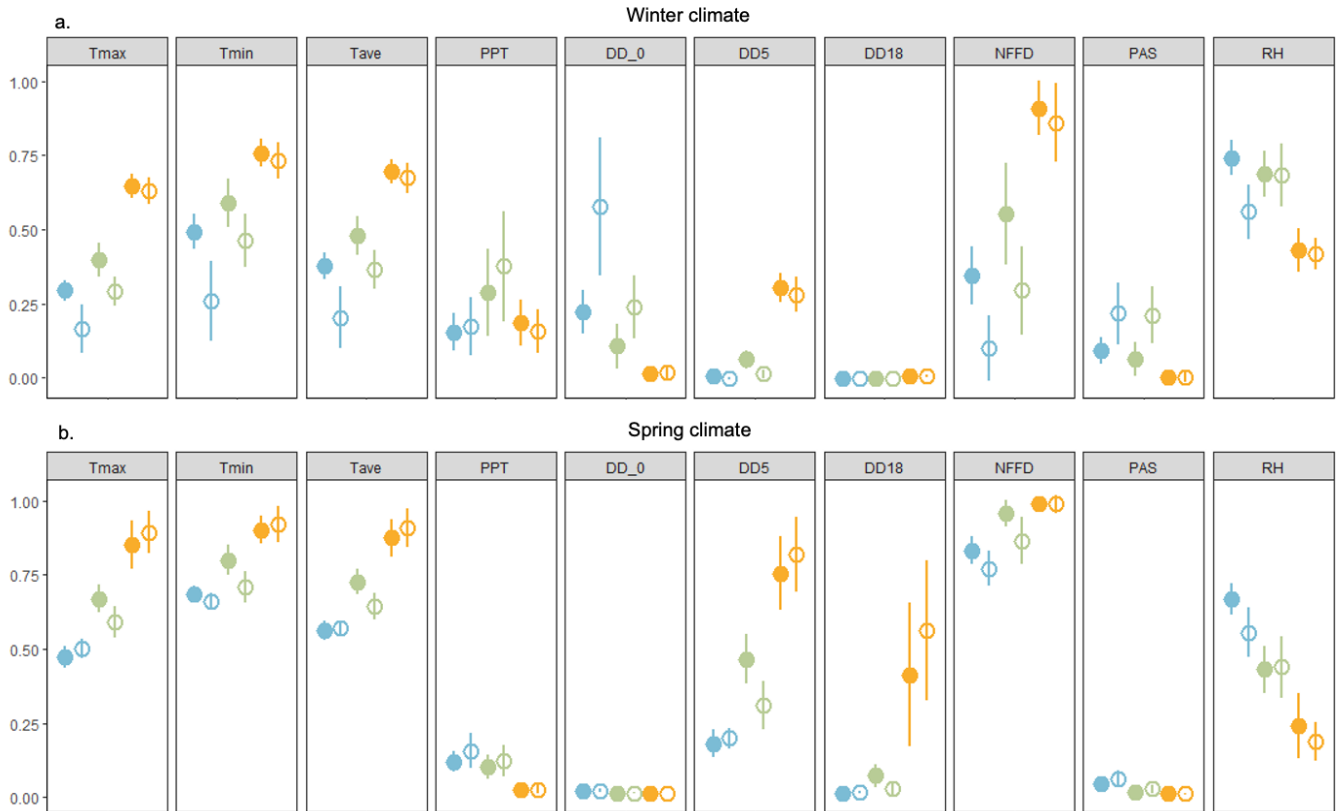 a.
Winter climate
Tmax Tmin Tave PPT DD_0 DD5 DD18 NFFD PAS RH
1.00
0.75
0.50
0.25
0.00
b.
Spring climate
Tmax Tmin Tave PPT DD_0 DD5 DD18 NFFD PAS RH
1.00
0.75
0.50
0.25
0.00